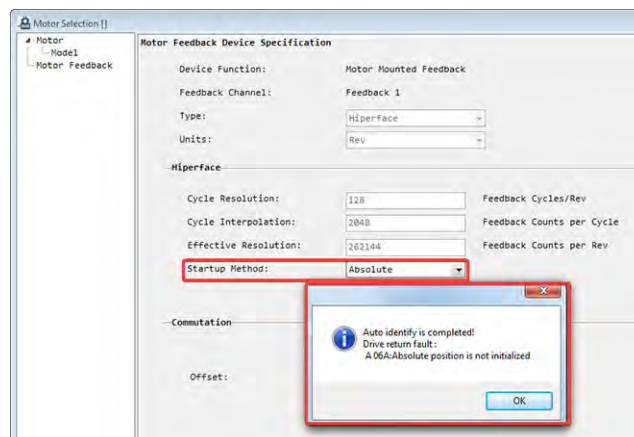 Motor Selection []
Motor
Model
Motor Feedback
Motor Feedback Device Specification
Device Function: Motor Mounted Feedback
Feedback Channel: Feedback 1
Type: Hiperface
Units: Rev
Hiperface
Cycle Resolution: 128 Feedback Cycles/Rev
Cycle Interpolation: 2048 Feedback Counts per Cycle
Effective Resolution: 262144 Feedback Counts per Rev
Startup Method: Absolute
Commutation
Offset:
Auto identify is completed!
Drive return fault :
A 06A:Absolute position is not initialized
OK